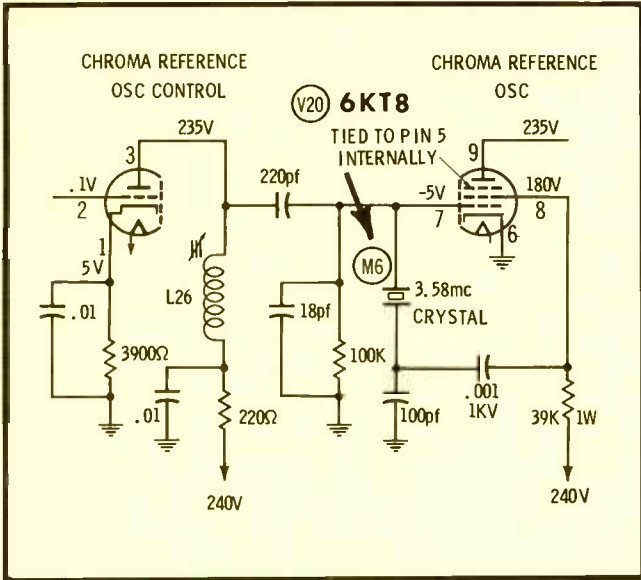 CHROMA REFERENCE
OSC CONTROL
CHROMA REFERENCE
OSC
V20 6KT8
TIED TO PIN 5
INTERNALLY
235V
3
9
235V
.1V
2
220pf
-5V
7
180V
8
6
1
5V
M6
L26
3.58mc
CRYSTAL
.01
18pf
3900Ω
100K
.001
1KV
.01
220Ω
100pf
39K
1W
240V
240V